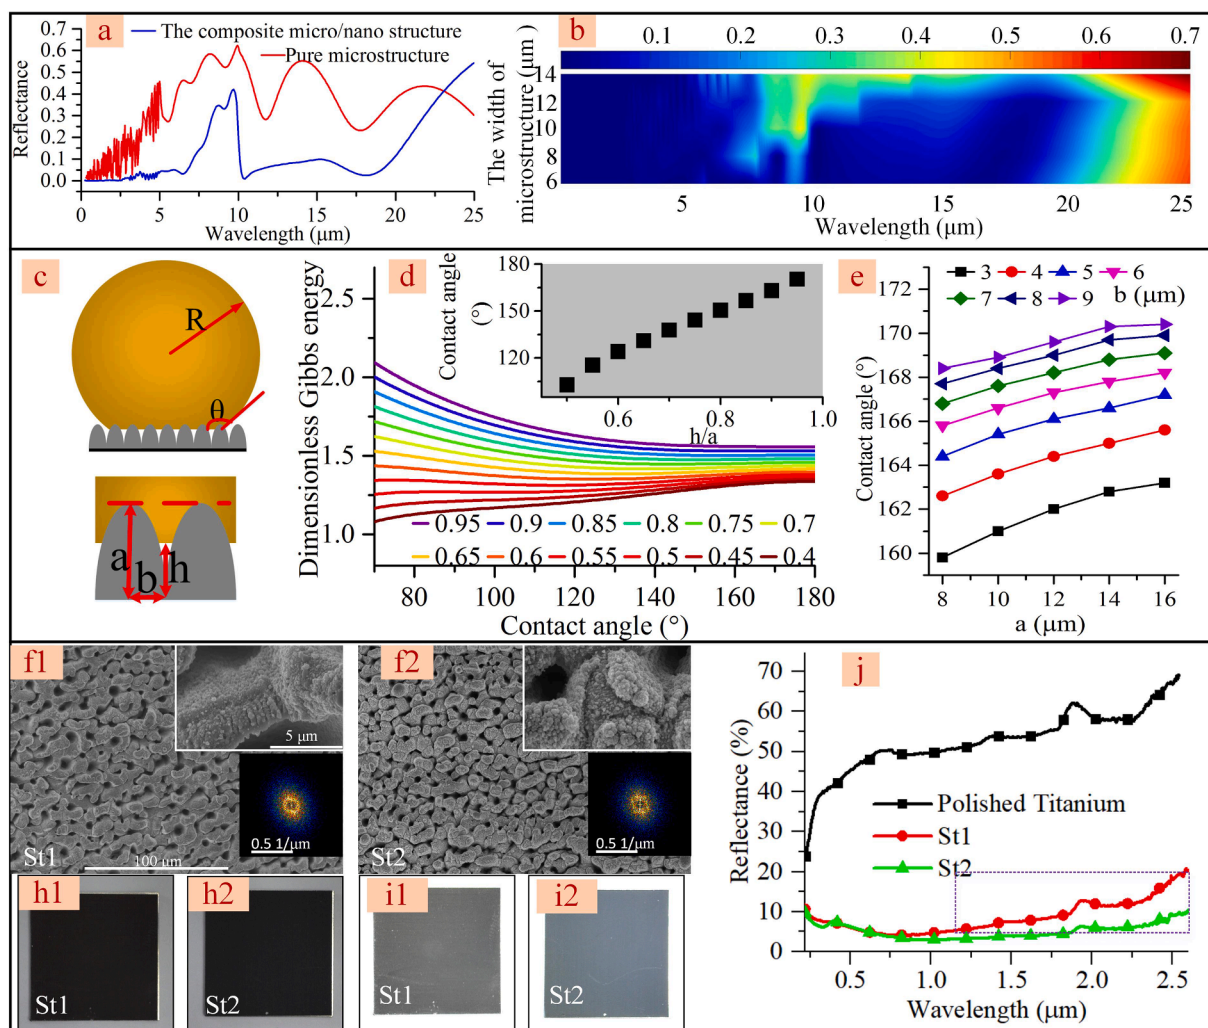 a
The composite micro/nano structure
Pure microstructure
Reflectance
0.7
0.6
0.5
0.4
0.3
0.2
0.1
0.0
0 5 10 15 20 25
Wavelength (μm)
b
0.1 0.2 0.3 0.4 0.5 0.6 0.7
The width of
microstructure (μm)
14
12
10
8
6
5 10 15 20 25
Wavelength (μm)
c
R
θ
a
b
h
d
Dimensionless Gibbs energy
2.5
2.0
1.5
1.0
Contact angle
(°)
180
150
120
0.6 0.8 1.0
h/a
0.95 0.9 0.85 0.8 0.75 0.7
0.65 0.6 0.55 0.5 0.45 0.4
80 100 120 140 160 180
Contact angle (°)
e
3 4 5 6
7 8 9 b (μm)
Contact angle (°)
172
170
168
166
164
162
160
8 10 12 14 16
a (μm)
f1
5 μm
0.5 1/μm
St1
100 um
f2
0.5 1/μm
St2
h1
St1
h2
St2
i1
St1
i2
St2
j
Reflectance (%)
70
60
50
40
30
20
10
0
Polished Titanium
St1
St2
0.5 1.0 1.5 2.0 2.5
Wavelength (μm)